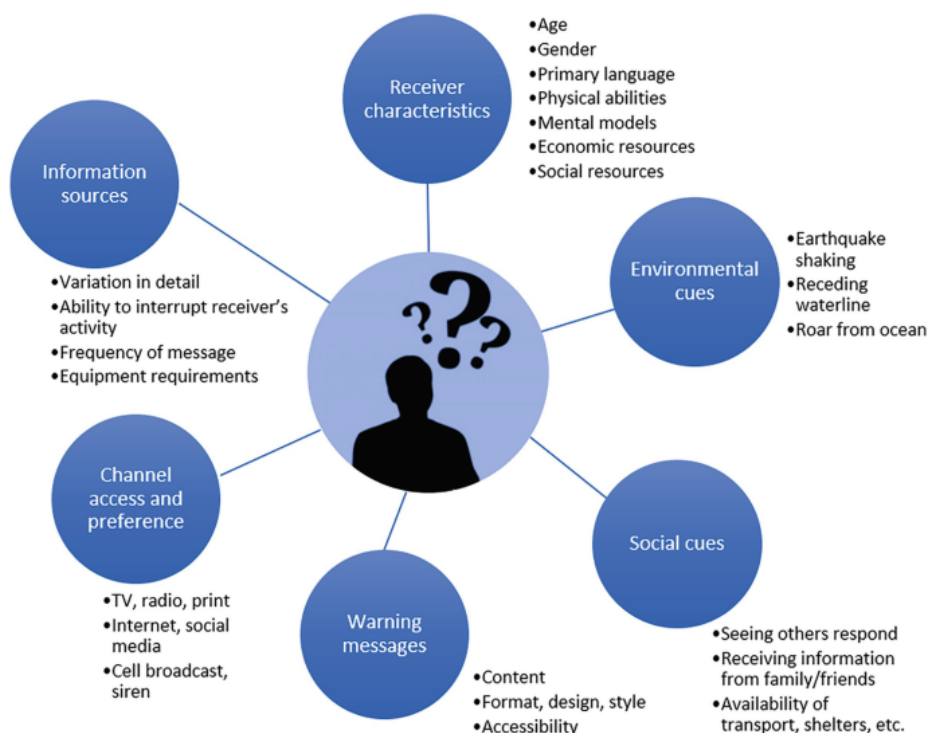 Receiver
characteristics
•Age
•Gender
•Primary language
•Physical abilities
•Mental models
•Economic resources
•Social resources
Information
sources
•Variation in detail
•Ability to interrupt receiver's
activity
•Frequency of message
•Equipment requirements
Environmental
cues
•Earthquake
shaking
•Receding
waterline
•Roar from ocean
? ? ?
Channel
access and
preference
•TV, radio, print
•Internet, social
media
•Cell broadcast,
siren
Warning
messages
•Content
•Format, design, style
•Accessibility
Social cues
•Seeing others respond
•Receiving information
from family/friends
•Availability of
transport, shelters, etc.